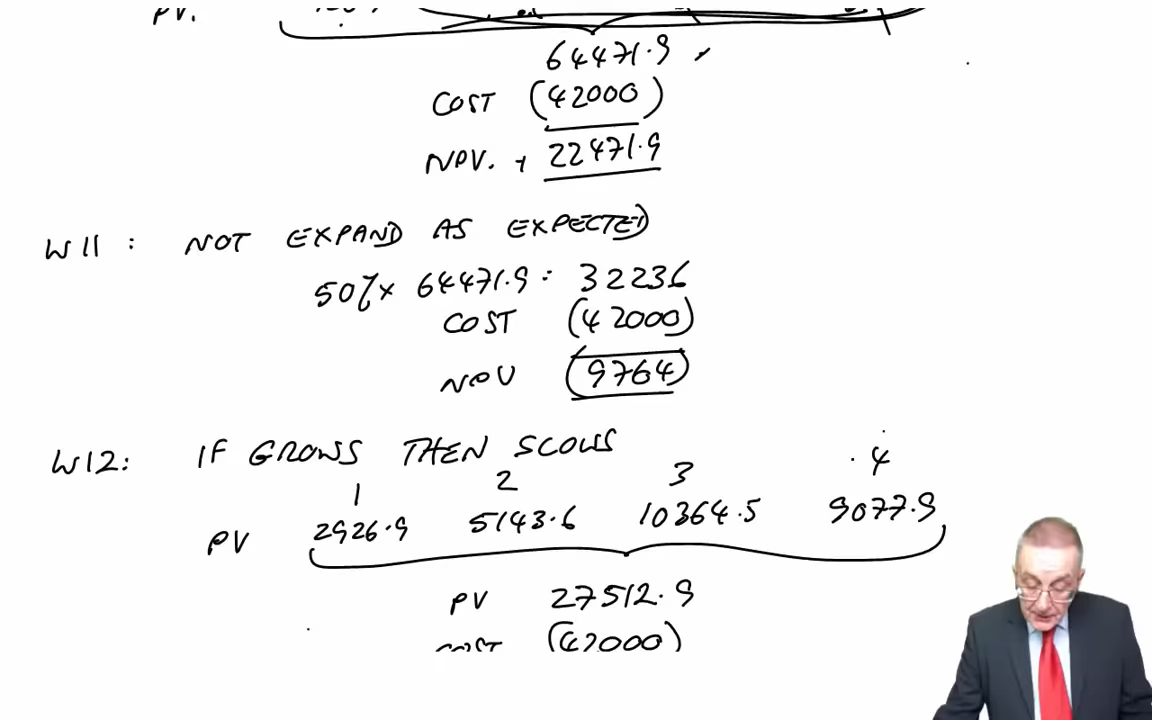 PV.
64471.9
COST (42000)
NPV. + 22471.9
W11 : NOT EXPAND AS EXPECTED
50% x 64471.9 : 32236
COST (42000)
NPV (9764)
W12: IF GROWS THEN SLOWS
1 2 3 4
PV 2926.9 5143.6 10364.5 9077.9
PV 27512.9
COST (42000)